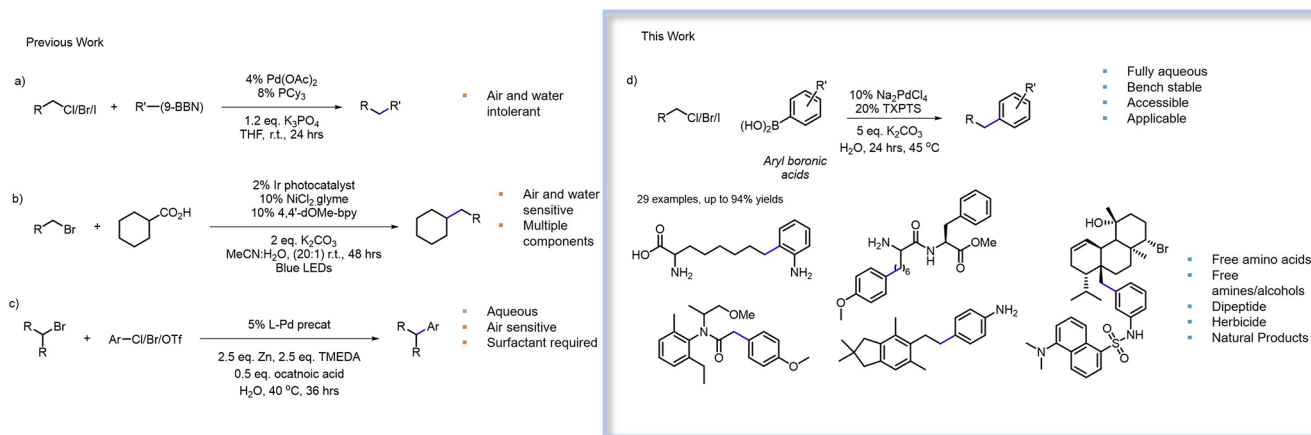 Previous Work
a)
R
Cl/Br/I
+
R'—(9-BBN)
4% Pd(OAc)2
8% PCy3
1.2 eq. K3PO4
THF, r.t., 24 hrs
R
R'
Air and water
intolerant
b)
R
Br
+
CO2H
2% Ir photocatalyst
10% NiCl2.glyme
10% 4,4'-dOMe-bpy
2 eq. K2CO3
MeCN:H2O, (20:1) r.t., 48 hrs
Blue LEDs
R
Air and water
sensitive
Multiple
components
c)
R
Br
R
+
Ar—Cl/Br/OTf
5% L-Pd precat
2.5 eq. Zn, 2.5 eq. TMEDA
0.5 eq. ocatnoic acid
H2O, 40 °C, 36 hrs
R
Ar
R
Aqueous
Air sensitive
Surfactant required
This Work
d)
R
Cl/Br/I
(HO)2B
R'
Aryl boronic
acids
10% Na2PdCl4
20% TXPTS
5 eq. K2CO3
H2O, 24 hrs, 45 °C
R
R'
Fully aqueous
Bench stable
Accessible
Applicable
29 examples, up to 94% yields
O
HO
NH2
NH2
O
H2N
N
H
OMe
O
6
O
HO
Br
NH
S
O
O
N
OMe
N
O
O
NH2
Free amino acids
Free
amines/alcohols
Dipeptide
Herbicide
Natural Products